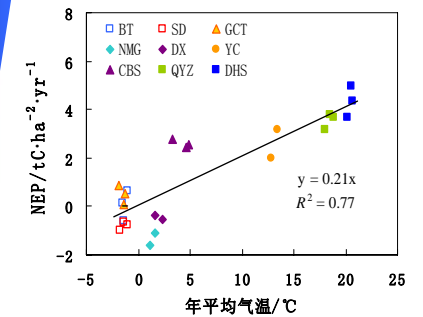 8
6
4
2
0
−2
NEP/tC·ha⁻²·yr⁻¹
BT SD GCT
NMG DX YC
CBS QYZ DHS
y = 0.21x
R² = 0.77
-5 0 5 10 15 20 25
年平均气温/℃